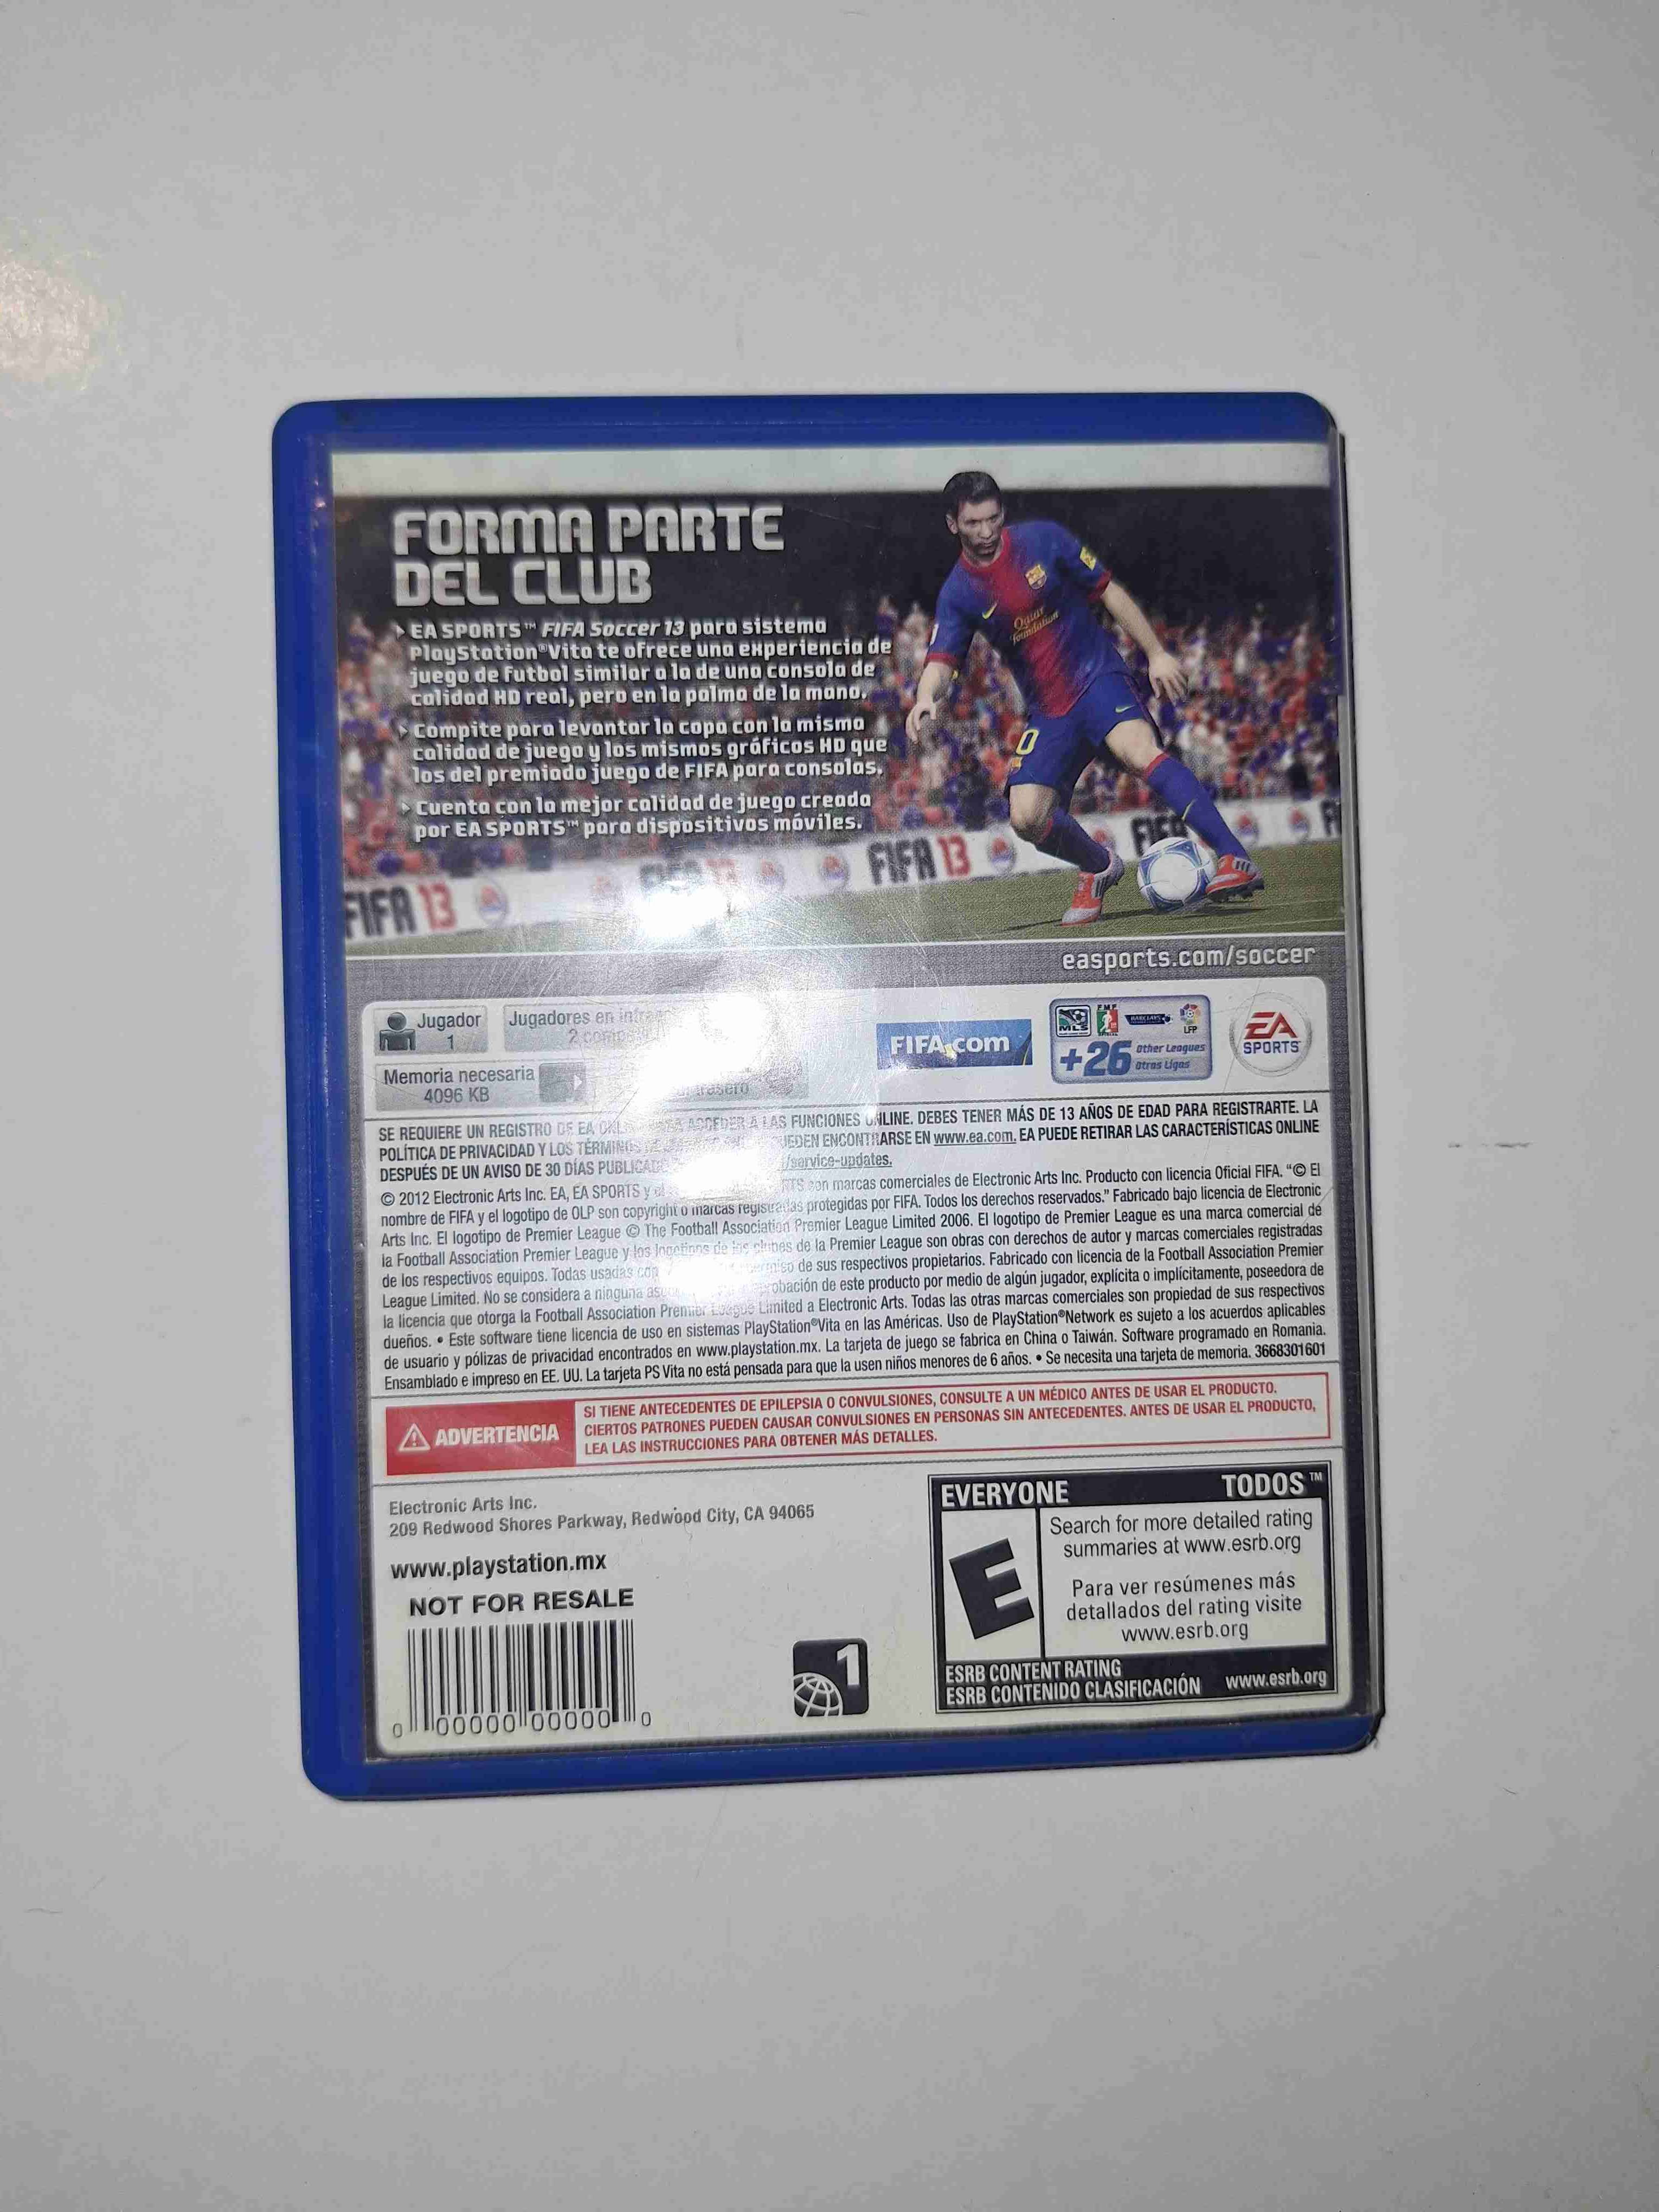 FORMA PARTE
DEL CLUB
EA SPORTS™ FIFA Soccer 13 para sistema
PlayStation®Vita te ofrece una experiencia de
juego de futbol similar a la de una consola de
calidad HD real, pero en la palma de la mano.
Compite para levantar la copa con la misma
calidad de juego y los mismos gráficos HD que
los del premiado juego de FIFA para consolas.
Cuenta con la mejor calidad de juego creada
por EA SPORTS™ para dispositivos móviles.
Qatar
Foundation
FIFA 13
FIFA 13
FIFA
easports.com/soccer
Jugador
1
Jugadores en
2
Memoria necesaria
4096 KB
FIFA.com
MLS
FMF
BARCLAYS
LFP
+26 Other Leagues
Otras Ligas
EA
SPORTS
SE REQUIERE UN REGISTRO DE EA ACCEDER A LAS FUNCIONES ONLINE. DEBES TENER MÁS DE 13 AÑOS DE EDAD PARA REGISTRARTE. LA
POLÍTICA DE PRIVACIDAD Y LOS TÉRMINOS ENCONTRARSE EN www.ea.com. EA PUEDE RETIRAR LAS CARACTERÍSTICAS ONLINE
DESPUÉS DE UN AVISO DE 30 DÍAS /service-updates.
© 2012 Electronic Arts Inc. EA, EA SPORTS y son marcas comerciales de Electronic Arts Inc. Producto con licencia Oficial FIFA. “© El
nombre de FIFA y el logotipo de OLP son copyright o marcas registradas protegidas por FIFA. Todos los derechos reservados.” Fabricado bajo licencia de Electronic
Arts Inc. El logotipo de Premier League © The Football Association Premier League Limited 2006. El logotipo de Premier League es una marca comercial de
la Football Association Premier League y los logotipos de los clubes de la Premier League son obras con derechos de autor y marcas comerciales registradas
de los respectivos equipos. Todas usadas con permiso de sus respectivos propietarios. Fabricado con licencia de la Football Association Premier
League Limited. No se considera a ninguna de este producto por medio de algún jugador, explícita o implícitamente, poseedora de
la licencia que otorga la Football Association Premier League Limited a Electronic Arts. Todas las otras marcas comerciales son propiedad de sus respectivos
dueños. • Este software tiene licencia de uso en sistemas PlayStation®Vita en las Américas. Uso de PlayStation®Network es sujeto a los acuerdos aplicables
de usuario y pólizas de privacidad encontrados en www.playstation.mx. La tarjeta de juego se fabrica en China o Taiwán. Software programado en Romania.
Ensamblado e impreso en EE. UU. La tarjeta PS Vita no está pensada para que la usen niños menores de 6 años. • Se necesita una tarjeta de memoria. 3668301601
ADVERTENCIA
SI TIENE ANTECEDENTES DE EPILEPSIA O CONVULSIONES, CONSULTE A UN MÉDICO ANTES DE USAR EL PRODUCTO.
CIERTOS PATRONES PUEDEN CAUSAR CONVULSIONES EN PERSONAS SIN ANTECEDENTES. ANTES DE USAR EL PRODUCTO,
LEA LAS INSTRUCCIONES PARA OBTENER MÁS DETALLES.
Electronic Arts Inc.
209 Redwood Shores Parkway, Redwood City, CA 94065
www.playstation.mx
NOT FOR RESALE
0 00000 00000 0
1
EVERYONE TODOS™
E
Search for more detailed rating
summaries at www.esrb.org
Para ver resúmenes más
detallados del rating visite
www.esrb.org
ESRB CONTENT RATING
ESRB CONTENIDO CLASIFICACIÓN www.esrb.org